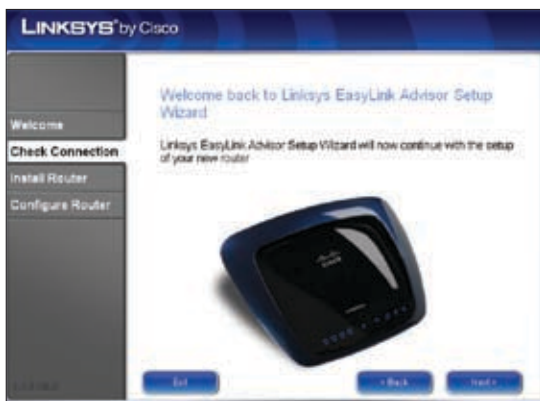 LINKSYS® by Cisco
Welcome back to Linksys EasyLink Advisor Setup
Wizard
Linksys EasyLink Advisor Setup Wizard will now continue with the setup
of your new router
Welcome
Check Connection
Install Router
Configure Router
CISCO
Exit
< Back
Next >